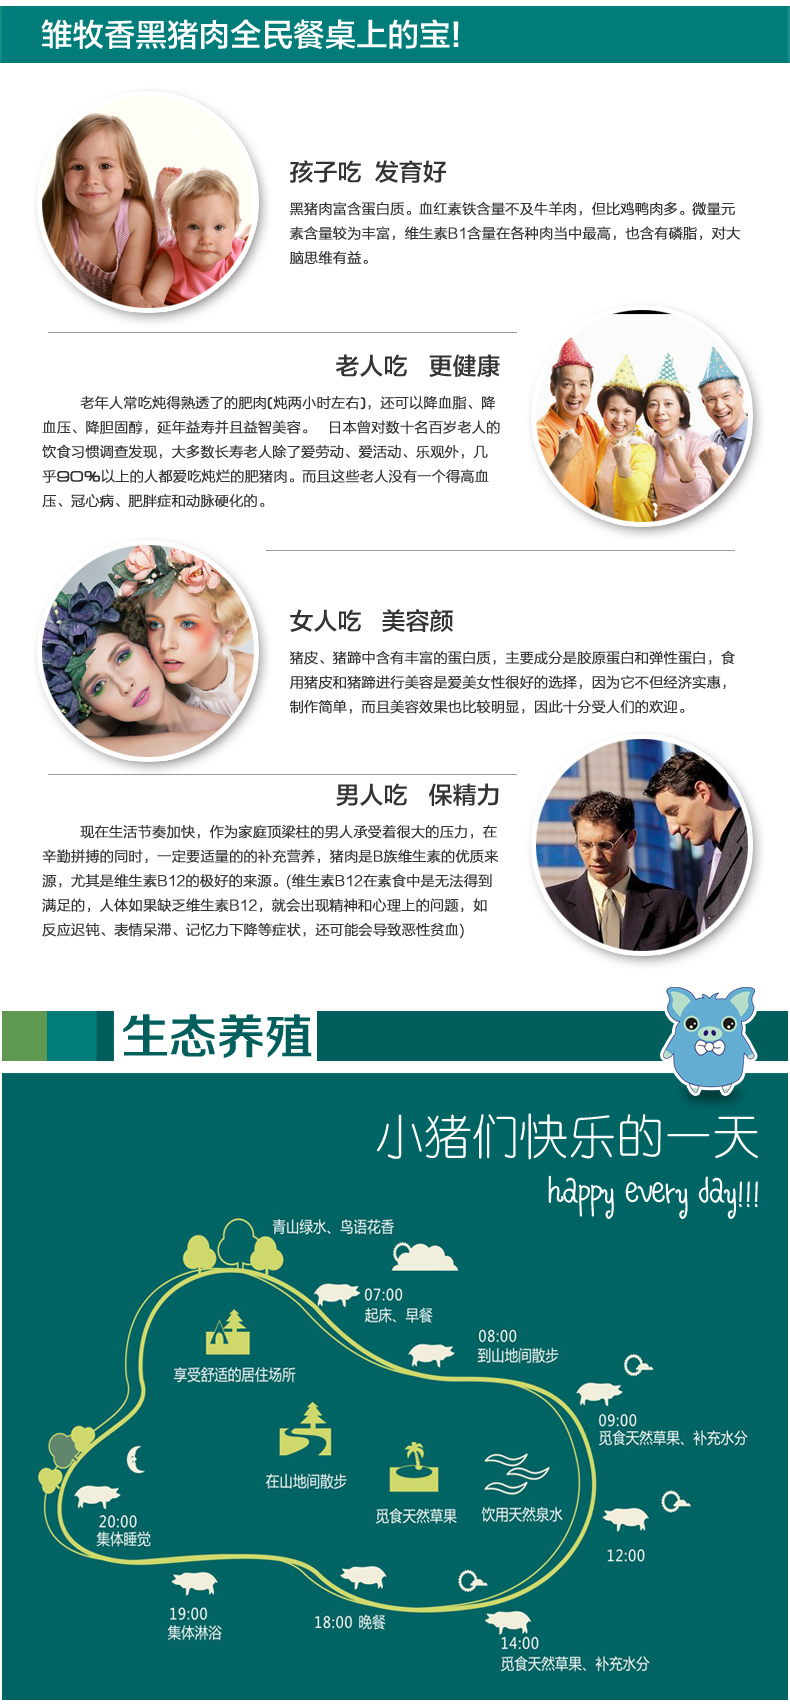 雏牧香黑猪肉全民餐桌上的宝!
孩子吃 发育好
黑猪肉富含蛋白质。血红素铁含量不及牛羊肉，但比鸡鸭肉多。微量元
素含量较为丰富，维生素B1含量在各种肉当中最高，也含有磷脂，对大
脑思维有益。
老人吃 更健康
老年人常吃炖得熟透了的肥肉(炖两小时左右)，还可以降血脂、降
血压、降胆固醇，延年益寿并且益智美容。 日本曾对数十名百岁老人的
饮食习惯调查发现，大多数长寿老人除了爱劳动、爱活动、乐观外，几
乎90%以上的人都爱吃炖烂的肥猪肉。而且这些老人没有一个得高血
压、冠心病、肥胖症和动脉硬化的。
女人吃 美容颜
猪皮、猪蹄中含有丰富的蛋白质，主要成分是胶原蛋白和弹性蛋白，食
用猪皮和猪蹄进行美容是爱美女性很好的选择，因为它不但经济实惠，
制作简单，而且美容效果也比较明显，因此十分受人们的欢迎。
男人吃 保精力
现在生活节奏加快，作为家庭顶梁柱的男人承受着很大的压力，在
辛勤拼搏的同时，一定要适量的的补充营养，猪肉是B族维生素的优质来
源，尤其是维生素B12的极好的来源。(维生素B12在素食中是无法得到
满足的，人体如果缺乏维生素B12，就会出现精神和心理上的问题，如
反应迟钝、表情呆滞、记忆力下降等症状，还可能会导致恶性贫血)
生态养殖
小猪们快乐的一天
happy every day!!!
青山绿水、鸟语花香
07:00
起床、早餐
08:00
到山地间散步
享受舒适的居住场所
09:00
觅食天然草果、补充水分
在山地间散步
觅食天然草果
饮用天然泉水
20:00
集体睡觉
12:00
19:00
集体淋浴
18:00 晚餐
14:00
觅食天然草果、补充水分